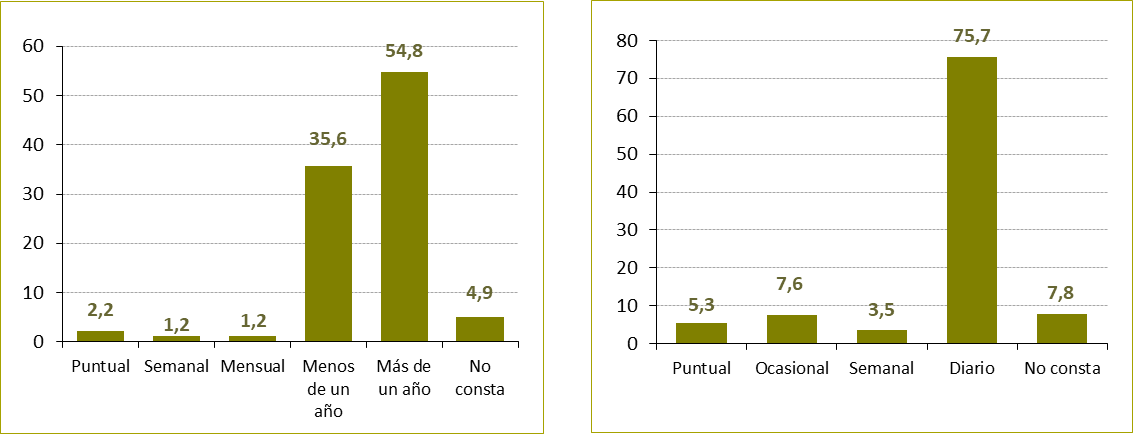 60
50
40
30
20
10
0
2,2
1,2
1,2
35,6
54,8
4,9
Puntual
Semanal
Mensual
Menos
de un
año
Más de
un año
No
consta
80
70
60
50
40
30
20
10
0
5,3
7,6
3,5
75,7
7,8
Puntual
Ocasional
Semanal
Diario
No consta